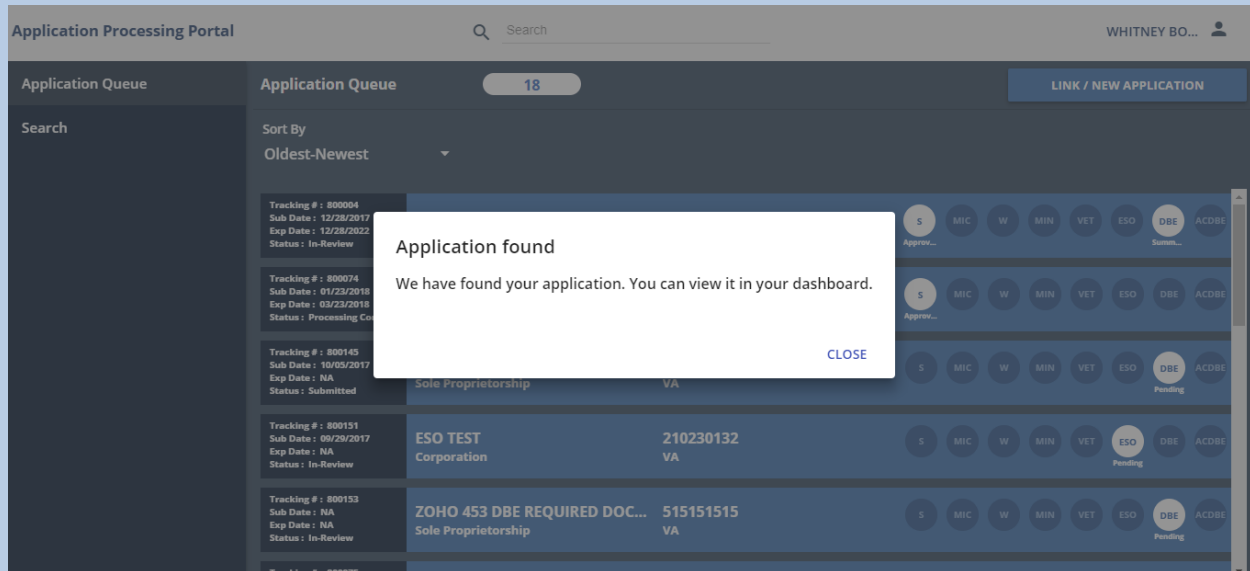 Application Processing Portal
Search
WHITNEY BO...
Application Queue
Search
Application Queue
18
LINK / NEW APPLICATION
Sort By
Oldest-Newest
Tracking # : 800004
Sub Date : 12/28/2017
Exp Date : 12/28/2022
Status : In-Review
S MIC W MIN VET ESO DBE ACDBE
Approv... Summ...
Application found
We have found your application. You can view it in your dashboard.
CLOSE
Tracking # : 800074
Sub Date : 01/23/2018
Exp Date : 03/23/2018
Status : Processing
S MIC W MIN VET ESO DBE ACDBE
Approv...
Tracking # : 800145
Sub Date : 10/05/2017
Exp Date : NA
Status : Submitted
Sole Proprietorship
VA
S MIC W MIN VET ESO DBE ACDBE
Pending
Tracking # : 800151
Sub Date : 09/29/2017
Exp Date : NA
Status : In-Review
ESO TEST
Corporation
210230132
VA
S MIC W MIN VET ESO DBE ACDBE
Pending
Tracking # : 800153
Sub Date : NA
Exp Date : NA
Status : In-Review
ZOHO 453 DBE REQUIRED DOC...
Sole Proprietorship
515151515
VA
S MIC W MIN VET ESO DBE ACDBE
Pending